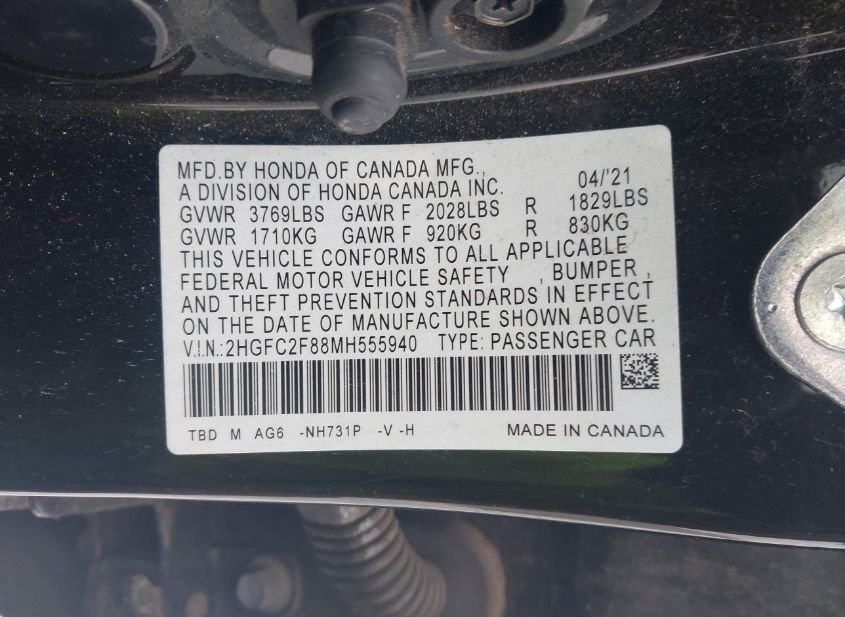 MFD.BY HONDA OF CANADA MFG.,
A DIVISION OF HONDA CANADA INC. 04/'21
GVWR 3769LBS GAWR F 2028LBS R 1829LBS
GVWR 1710KG GAWR F 920KG R 830KG
THIS VEHICLE CONFORMS TO ALL APPLICABLE
FEDERAL MOTOR VEHICLE SAFETY , BUMPER ,
AND THEFT PREVENTION STANDARDS IN EFFECT
ON THE DATE OF MANUFACTURE SHOWN ABOVE.
V.I.N.:2HGFC2F88MH555940 TYPE: PASSENGER CAR
TBD M AG6 -NH731P -V -H MADE IN CANADA